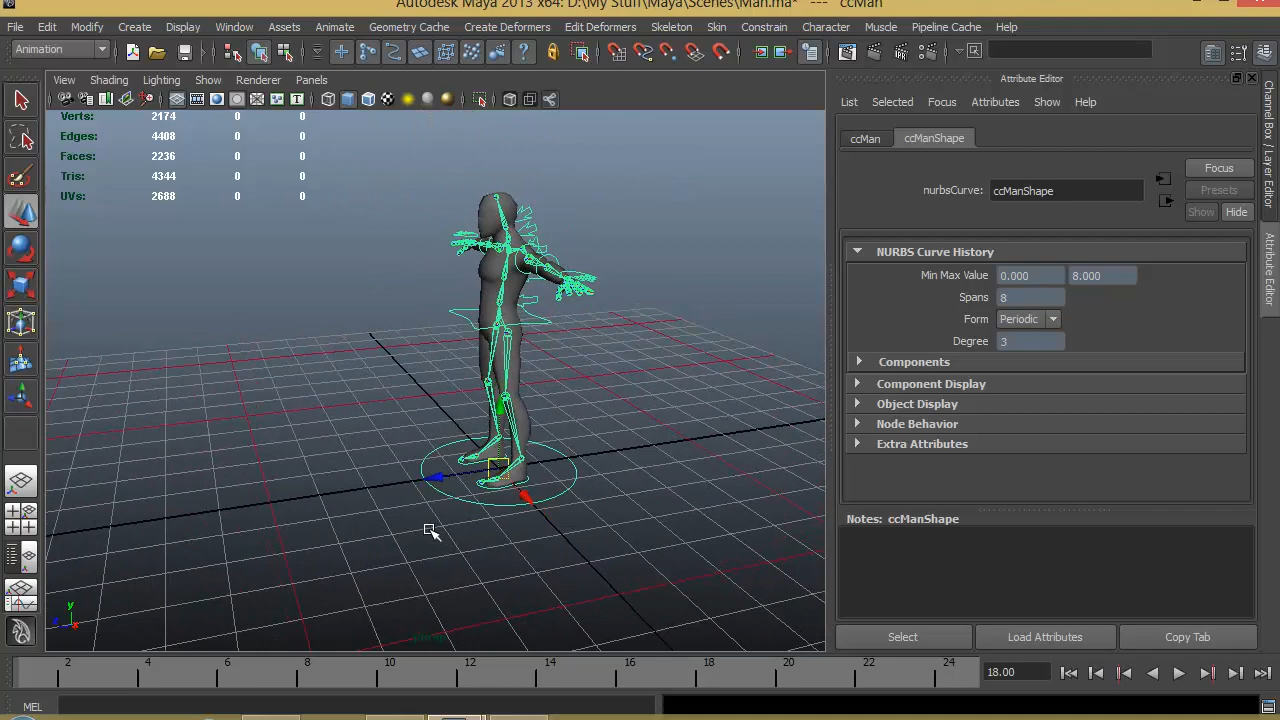 Autodesk Maya 2013 x64: D:\My Stuff\Maya\Scenes\Man.ma* --- ccMan
File Edit Modify Create Display Window Assets Animate Geometry Cache Create Deformers Edit Deformers Skeleton Skin Constrain Character Muscle Pipeline Cache Help
Animation
View Shading Lighting Show Renderer Panels
Verts: 2174 0 0
Edges: 4408 0 0
Faces: 2236 0 0
Tris: 4344 0 0
UVs: 2688 0 0
persp
y
x
Attribute Editor
List Selected Focus Attributes Show Help
ccMan ccManShape
Focus
nurbsCurve: ccManShape
Presets
Show Hide
NURBS Curve History
Min Max Value 0.000 8.000
Spans 8
Form Periodic
Degree 3
Components
Component Display
Object Display
Node Behavior
Extra Attributes
Notes: ccManShape
Select Load Attributes Copy Tab
Channel Box / Layer Editor
Attribute Editor
2 4 6 8 10 12 14 16 18 20 22 24
18.00
MEL